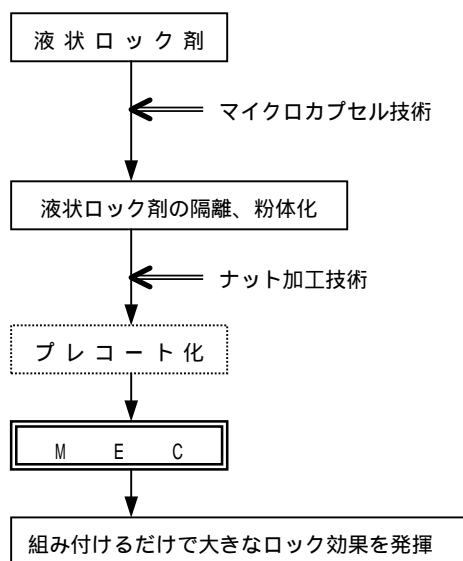 液状ロック剤
マイクロカプセル技術
液状ロック剤の隔離、粉体化
ナット加工技術
プレコート化
M E C
組み付けるだけで大きなロック効果を発揮